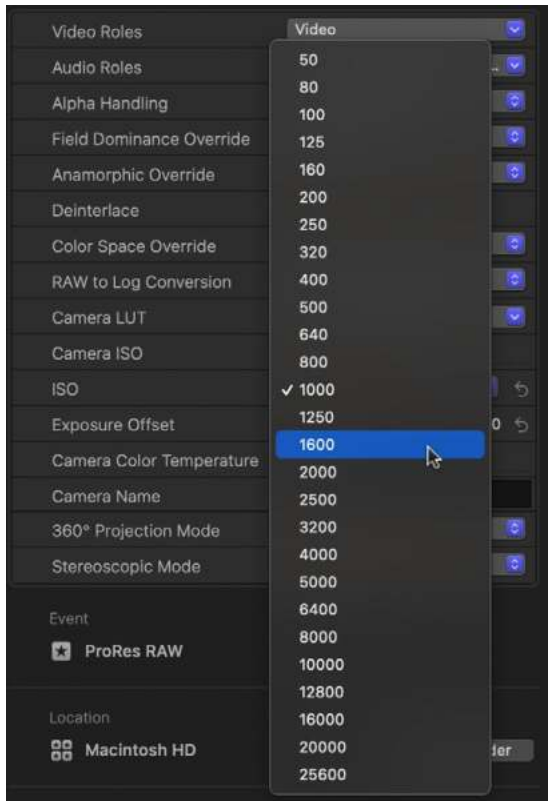 Video Roles Video
50
Audio Roles ..
80
Alpha Handling
100
125
Field Dominance Override
160
Anamorphic Override
200
Deinterlace
250
Color Space Override
320
RAW to Log Conversion
400
500
Camera LUT
640
Camera ISO
800
ISO ✓ 1000
1250
Exposure Offset 0
1600
Camera Color Temperature
2000
Camera Name
2500
360° Projection Mode
3200
4000
Stereoscopic Mode
5000
6400
Event
8000
ProRes RAW
10000
12800
Location
16000
Macintosh HD
20000
25600